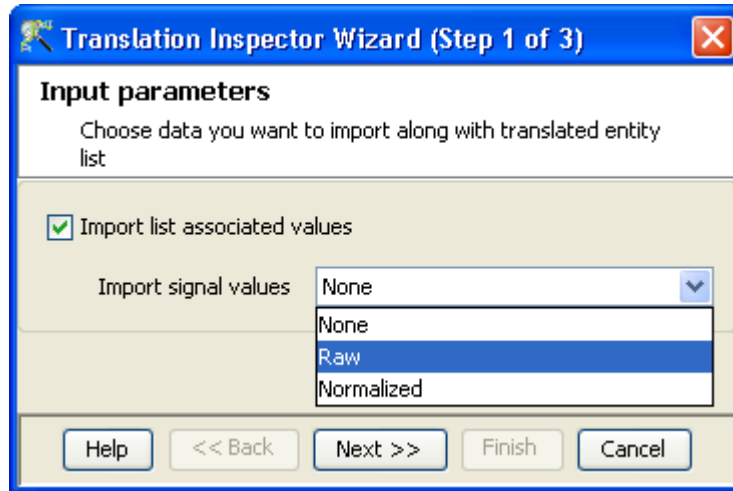 Translation Inspector Wizard (Step 1 of 3)
Input parameters
Choose data you want to import along with translated entity
list
Import list associated values
Import signal values None
None
Raw
Normalized
Help << Back Next >> Finish Cancel